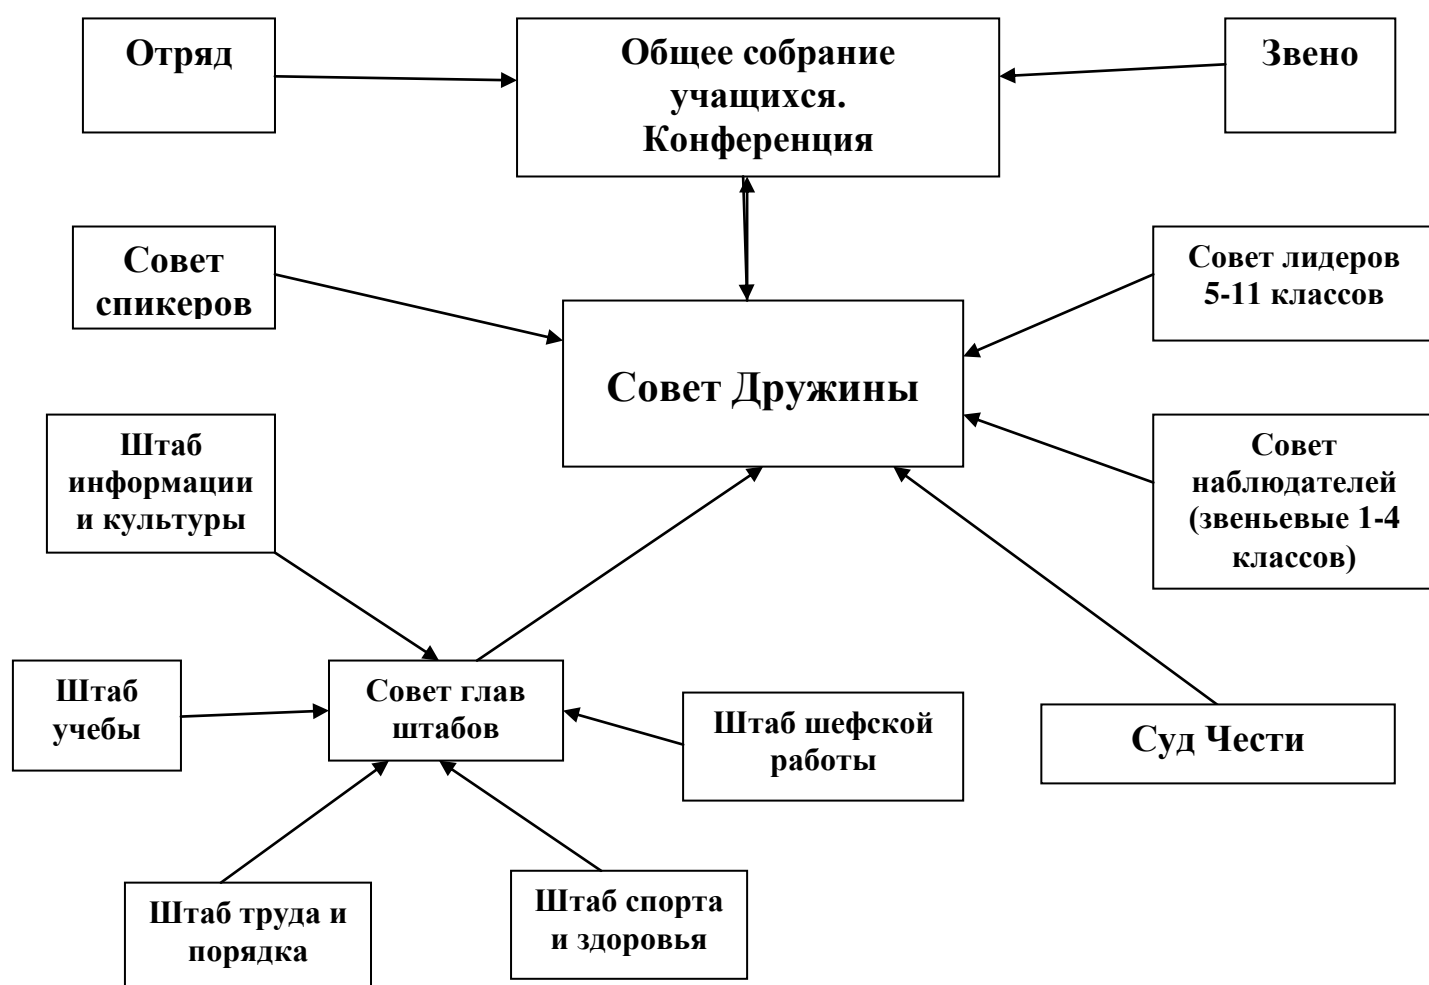 Отряд
Общее собрание
учащихся.
Конференция
Звено
Совет
спикеров
Совет лидеров
5-11 классов
Совет Дружины
Штаб
информации
и культуры
Совет
наблюдателей
(звеньевые 1-4
классов)
Штаб
учебы
Совет глав
штабов
Штаб шефской
работы
Суд Чести
Штаб труда и
порядка
Штаб спорта
и здоровья